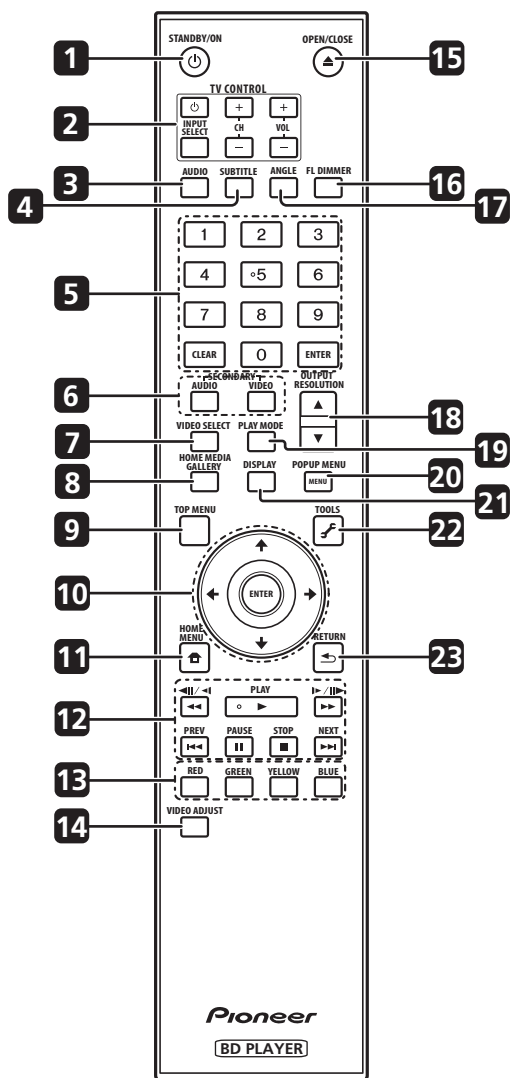 STANDBY/ON
OPEN/CLOSE
1
15
TV CONTROL
2
INPUT
SELECT
+
CH
–
+
VOL
–
3
AUDIO
SUBTITLE
ANGLE
FL DIMMER
16
4
17
5
1
2
3
4
5
6
7
8
9
CLEAR
0
ENTER
6
SECONDARY
AUDIO
VIDEO
OUTPUT
RESOLUTION
18
7
VIDEO SELECT
PLAY MODE
19
8
HOME MEDIA
GALLERY
DISPLAY
POPUP MENU
MENU
20
21
9
TOP MENU
TOOLS
22
10
ENTER
11
HOME
MENU
RETURN
23
12
PLAY
PREV
PAUSE
STOP
NEXT
13
RED
GREEN
YELLOW
BLUE
14
VIDEO ADJUST
Pioneer
BD PLAYER